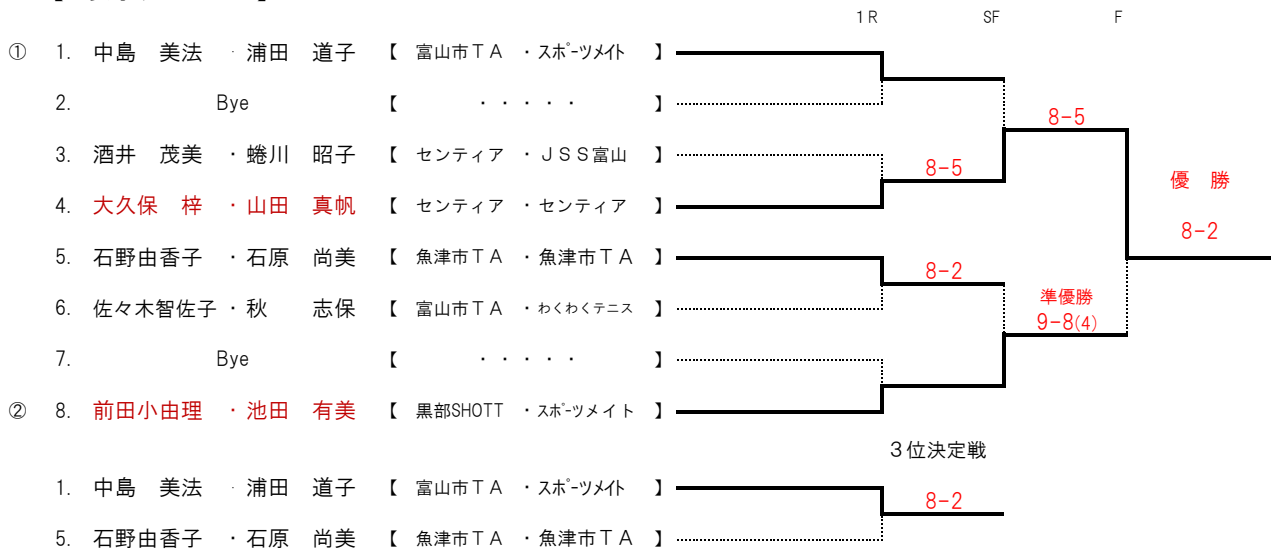 1R SF F
① 1. 中島 美法 ・ 浦田 道子 【 富山市TA ・ スポーツメイト 】
2. Bye 【 ・・・・・ 】
8-5
3. 酒井 茂美 ・ 蜷川 昭子 【 センティア ・ JSS富山 】
8-5
優 勝
4. 大久保 梓 ・ 山田 真帆 【 センティア ・ センティア 】
8-2
5. 石野由香子 ・ 石原 尚美 【 魚津市TA ・ 魚津市TA 】
8-2
準優勝
6. 佐々木智佐子 ・ 秋 志保 【 富山市TA ・ わくわくテニス 】
9-8(4)
7. Bye 【 ・・・・・ 】
② 8. 前田小由理 ・ 池田 有美 【 黒部SHOTT ・ スポーツメイト 】
3位決定戦
1. 中島 美法 ・ 浦田 道子 【 富山市TA ・ スポーツメイト 】
8-2
5. 石野由香子 ・ 石原 尚美 【 魚津市TA ・ 魚津市TA 】